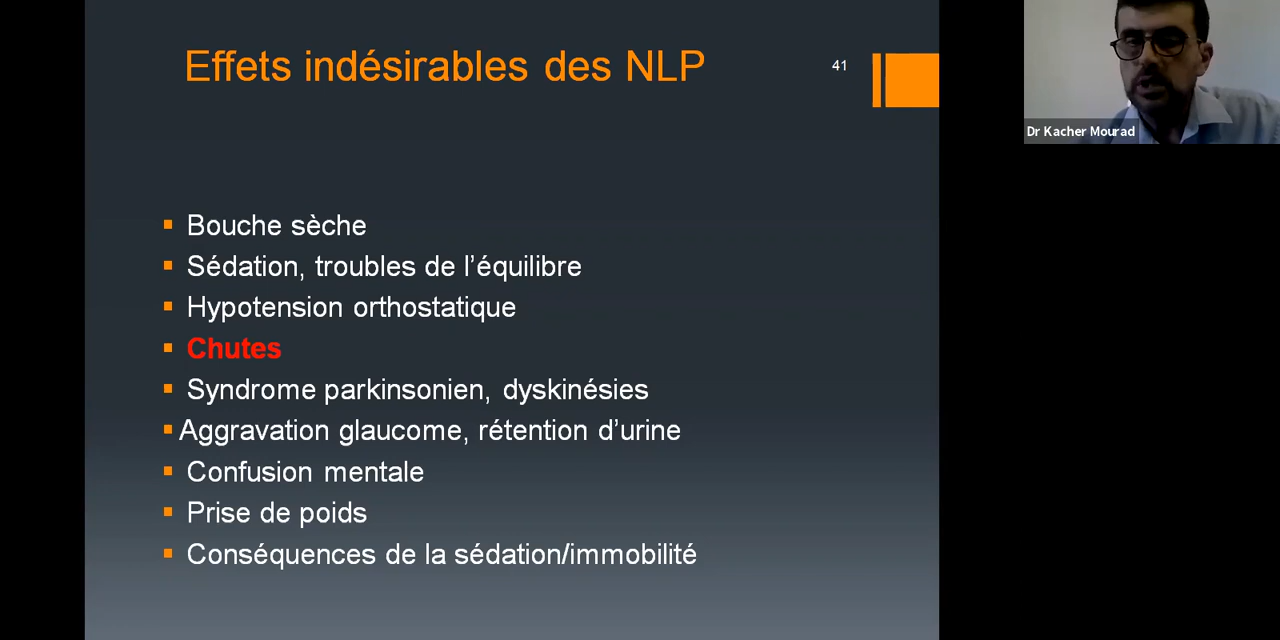 Effets indésirables des NLP
41
Dr Kacher Mourad
Bouche sèche
Sédation, troubles de l’équilibre
Hypotension orthostatique
Chutes
Syndrome parkinsonien, dyskinésies
Aggravation glaucome, rétention d’urine
Confusion mentale
Prise de poids
Conséquences de la sédation/immobilité